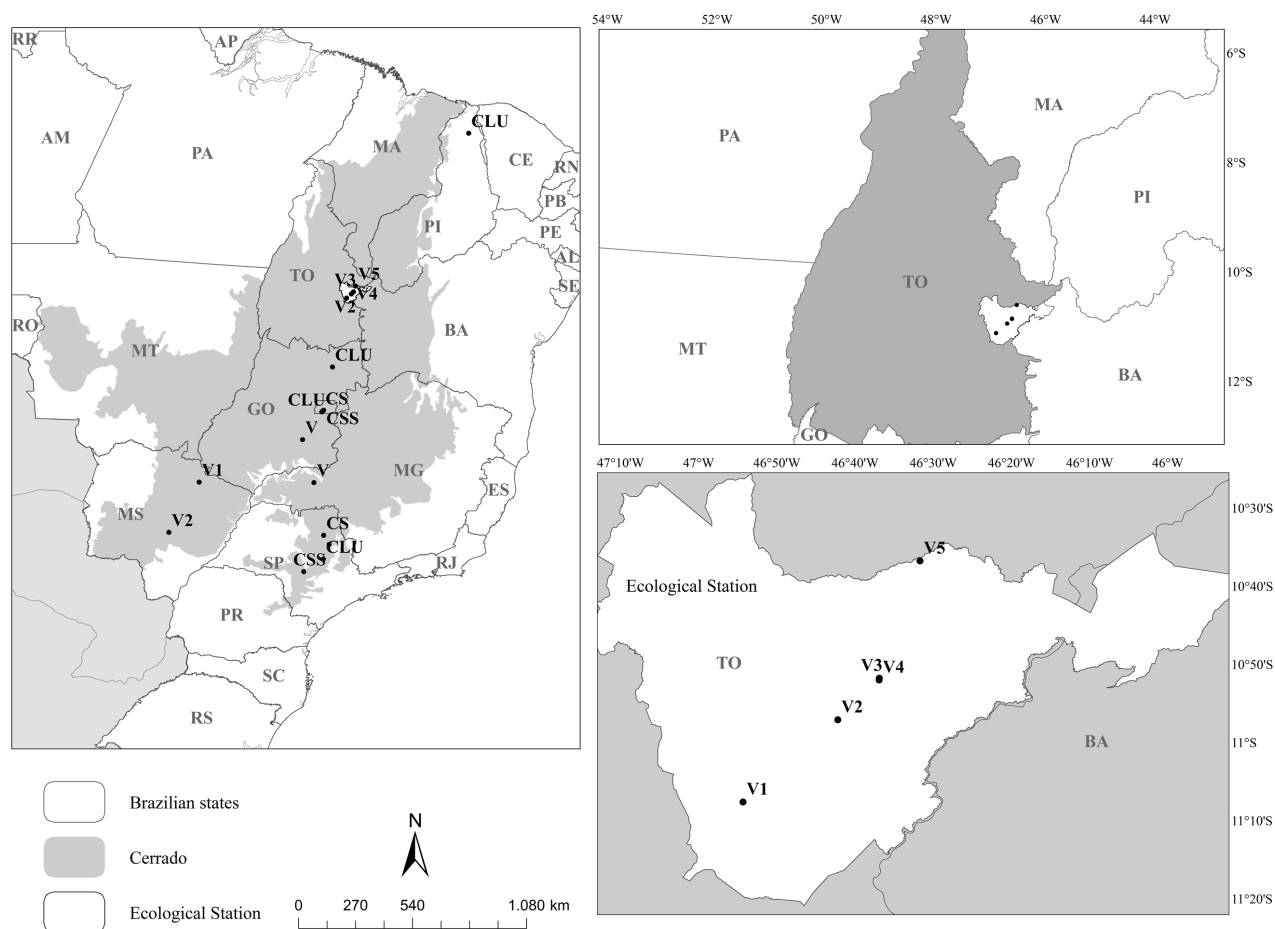 RR
AP
AM
PA
MA
CLU
CE
RN
PB
PI
PE
AL
SE
TO
V3
V5
V4
V2
RO
MT
BA
CLU
GO
CLU
CS
CSS
V
V1
V
MG
ES
MS
V2
CS
CLU
SP
CSS
RJ
PR
SC
RS
Brazilian states
Cerrado
Ecological Station
N
0 270 540 1.080 km
54°W 52°W 50°W 48°W 46°W 44°W
6°S
8°S
10°S
12°S
PA
MA
PI
TO
MT
BA
GO
47°10'W 47°W 46°50'W 46°40'W 46°30'W 46°20'W 46°10'W 46°W
10°30'S
10°40'S
10°50'S
11°S
11°10'S
11°20'S
V5
Ecological Station
TO
V3 V4
V2
BA
V1